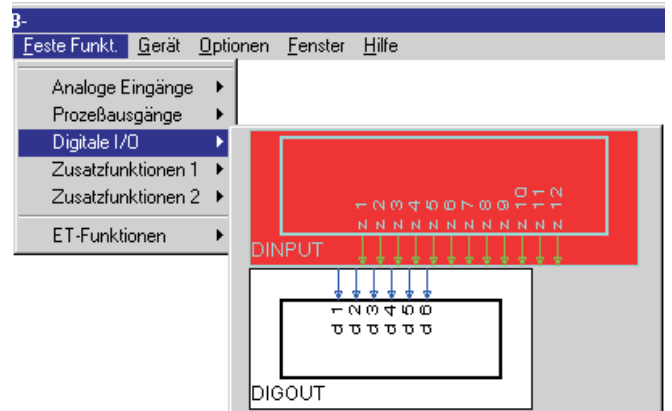 B-
Feste Funkt. Gerät Optionen Fenster Hilfe
Analoge Eingänge
Prozeßausgänge
Digitale I/O
Zusatzfunktionen 1
Zusatzfunktionen 2
ET-Funktionen
z 1 z 2 z 3 z 4 z 5 z 6 z 7 z 8 z 9 z 10 z 11 z 12
DINPUT
d 1 d 2 d 3 d 4 d 5 d 6
DIGOUT